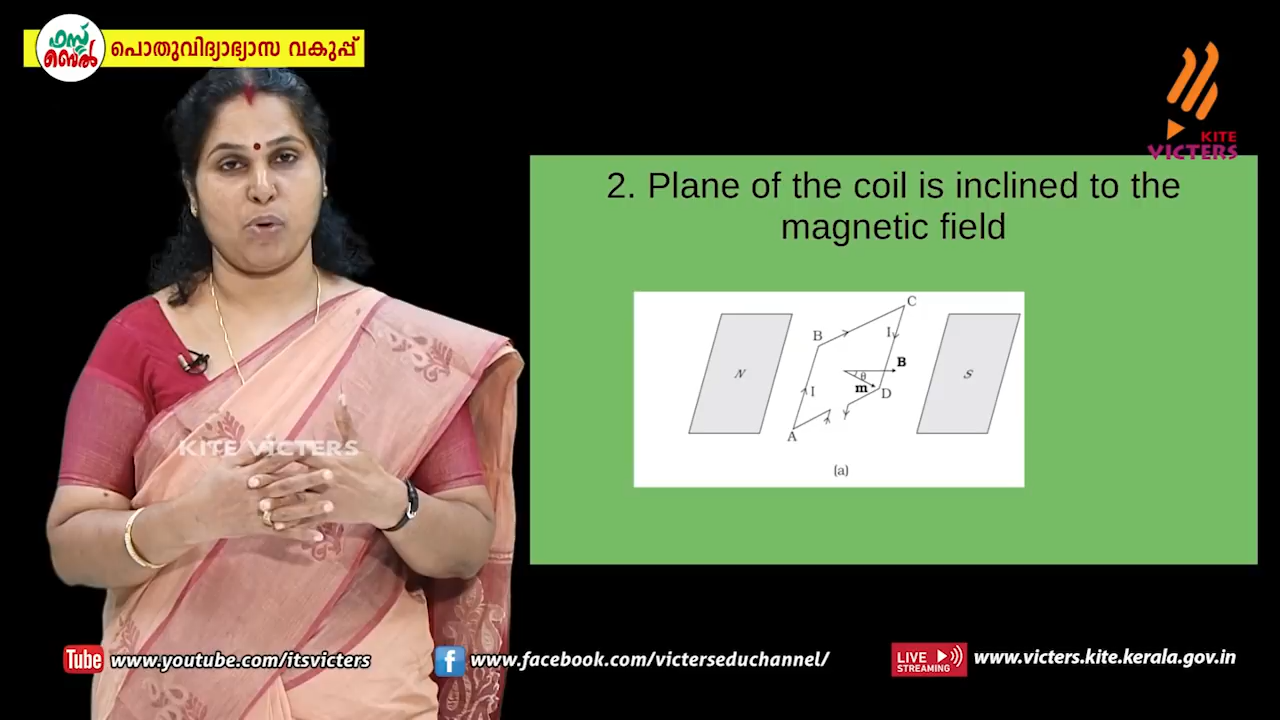 ഫസ്റ്റ്
ബെൽ
പൊതുവിദ്യാഭ്യാസ വകുപ്പ്
KITE
VICTERS
2. Plane of the coil is inclined to the
magnetic field
C
B
I
B
N
θ
S
m
D
I
A
(a)
KITE VICTERS
Tube www.youtube.com/itsvicters
f www.facebook.com/victerseduchannel/
LIVE
STREAMING
www.victers.kite.kerala.gov.in